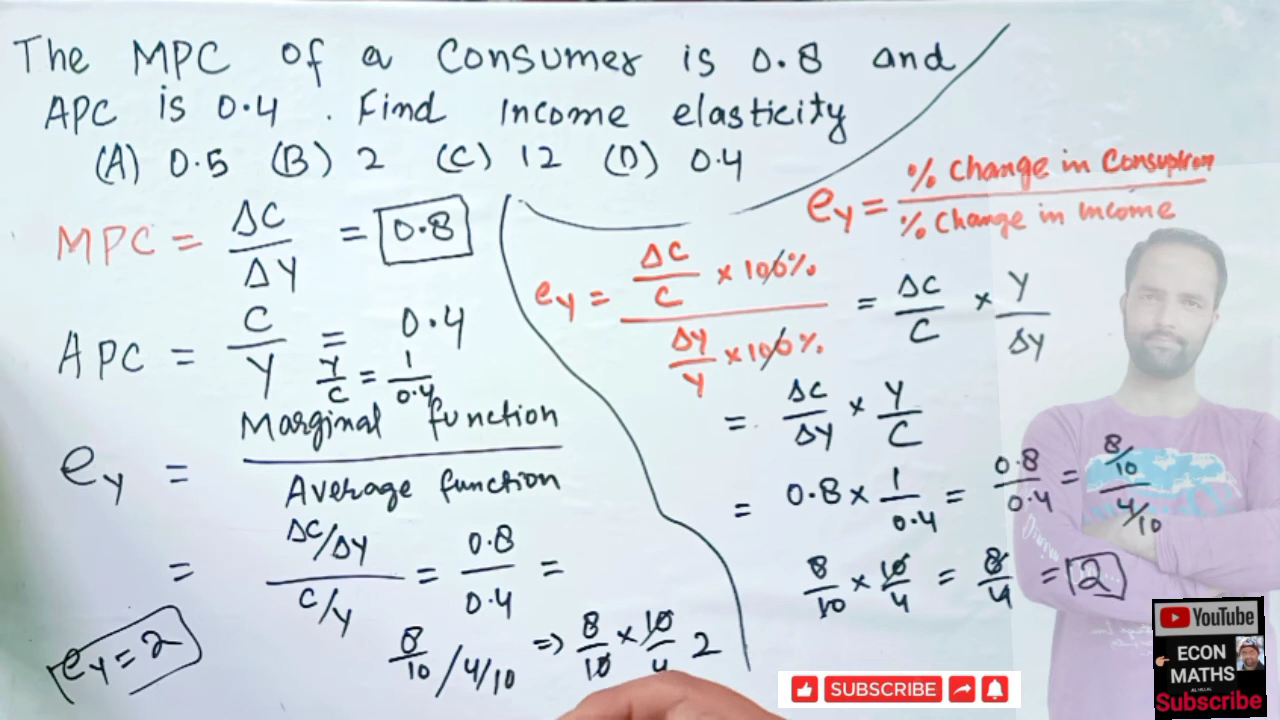 The MPC of a Consumer is 0.8 and
APC is 0.4 . Find Income elasticity
(A) 0.5 (B) 2 (C) 12 (D) 0.4
MPC = ΔC/ΔY = 0.8
APC = C/Y = 0.4
Y/C = 1/0.4
ey = Marginal function / Average function
= ΔC/ΔY / C/Y = 0.8/0.4 =
8/10 / 4/10 => 8/10 × 10/4 2
ey = 2
ey = % Change in Consuption / % Change in Income
ey = ΔC/C × 100% / Δy/y × 100% = ΔC/C × Y/ΔY
= ΔC/ΔY × Y/C
= 0.8 × 1/0.4 = 0.8/0.4 = 8/10 / 4/10
8/10 × 10/4 = 8/4 = 2
SUBSCRIBE
YouTube
ECON
MATHS
Subscribe